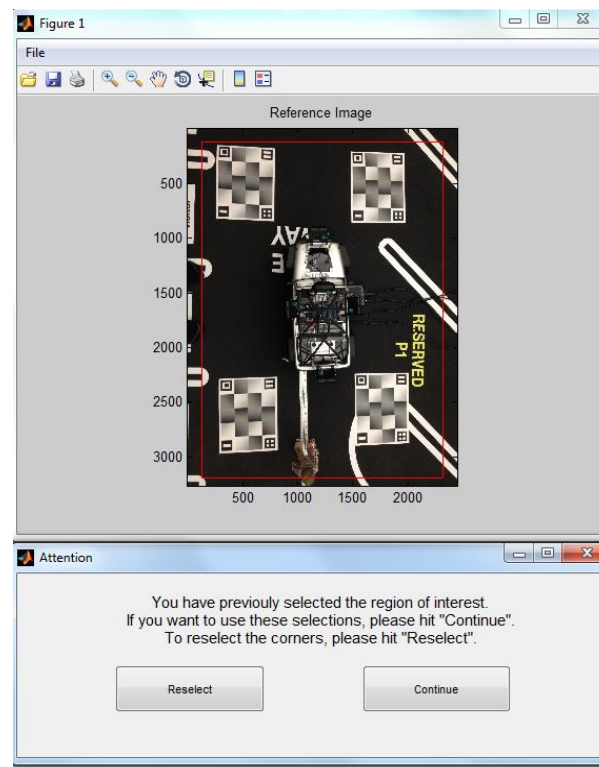 Figure 1
File
Reference Image
500
1000
1500
2000
2500
3000
WAY
RESERVED
P1
500 1000 1500 2000
Attention
You have previouly selected the region of interest.
If you want to use these selections, please hit "Continue".
To reselect the corners, please hit "Reselect".
Reselect Continue